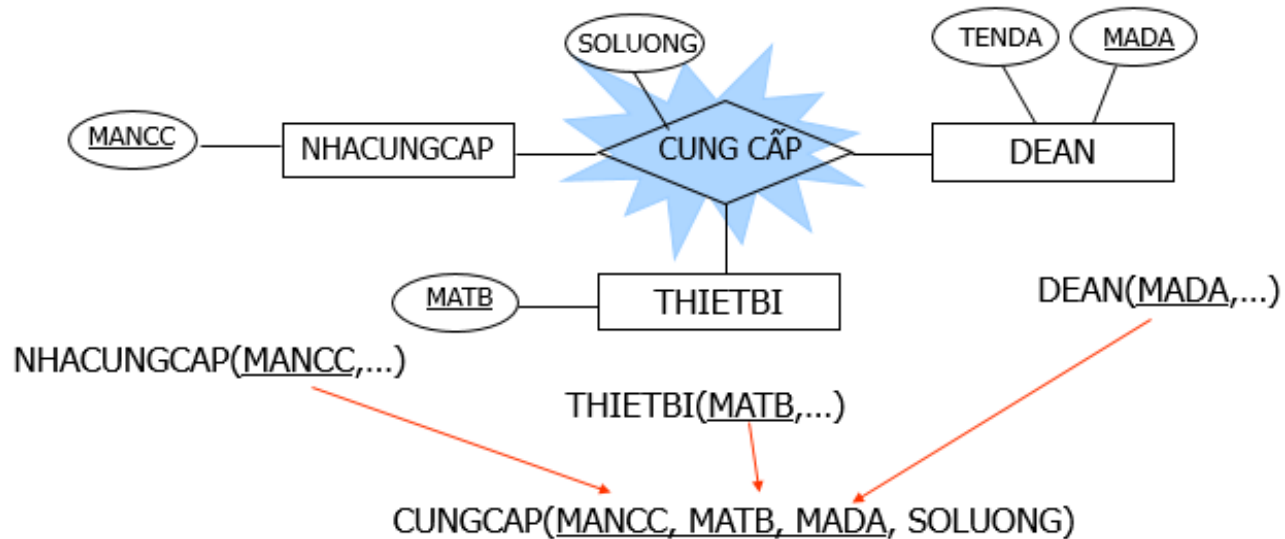 SOLUONG
TENDA
MADA
MANCC
NHACUNGCAP
CUNG CẤP
DEAN
MATB
THIETBI
DEAN(MADA,...)
NHACUNGCAP(MANCC,...)
THIETBI(MATB,...)
CUNGCAP(MANCC, MATB, MADA, SOLUONG)